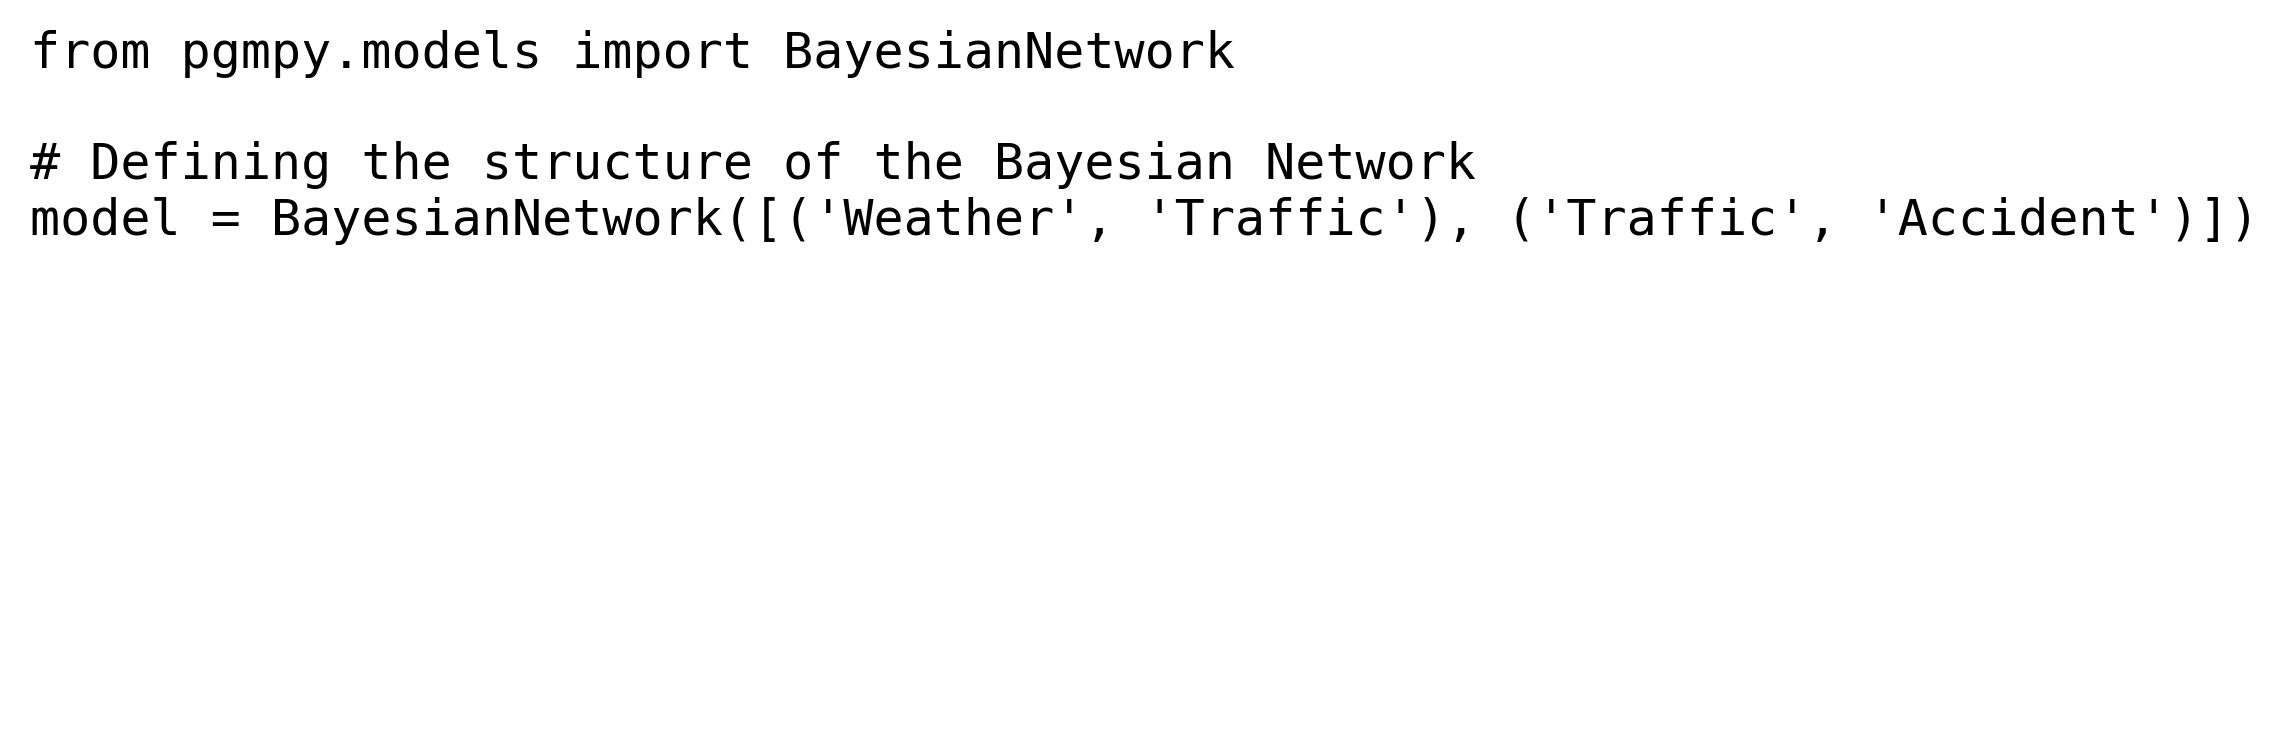 from pgmpy.models import BayesianNetwork

# Defining the structure of the Bayesian Network
model = BayesianNetwork([('Weather', 'Traffic'), ('Traffic', 'Accident')])